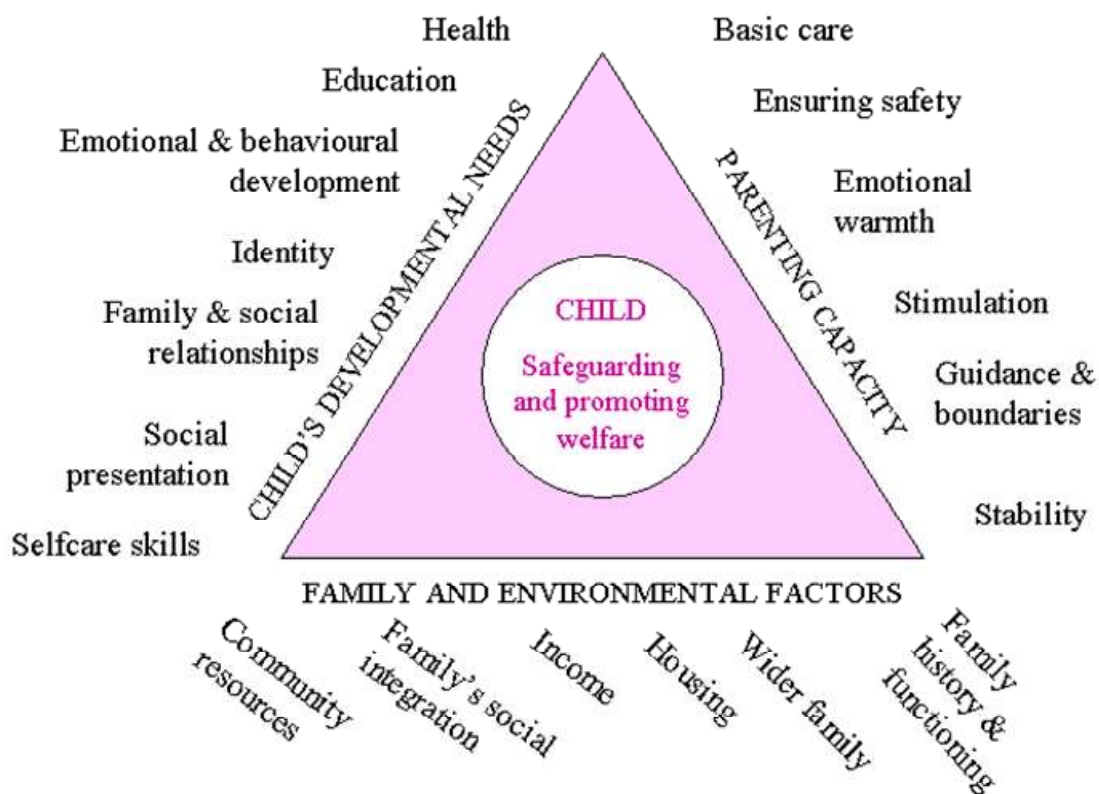 Health
Education
Emotional & behavioural
development
Identity
Family & social
relationships
Social
presentation
Selfcare skills
CHILD'S DEVELOPMENTAL NEEDS
Basic care
Ensuring safety
Emotional
warmth
Stimulation
Guidance &
boundaries
Stability
PARENTING CAPACITY
CHILD
Safeguarding
and promoting
welfare
FAMILY AND ENVIRONMENTAL FACTORS
Community
resources
Family's social
integration
Income
Housing
Wider family
Family
history &
functioning